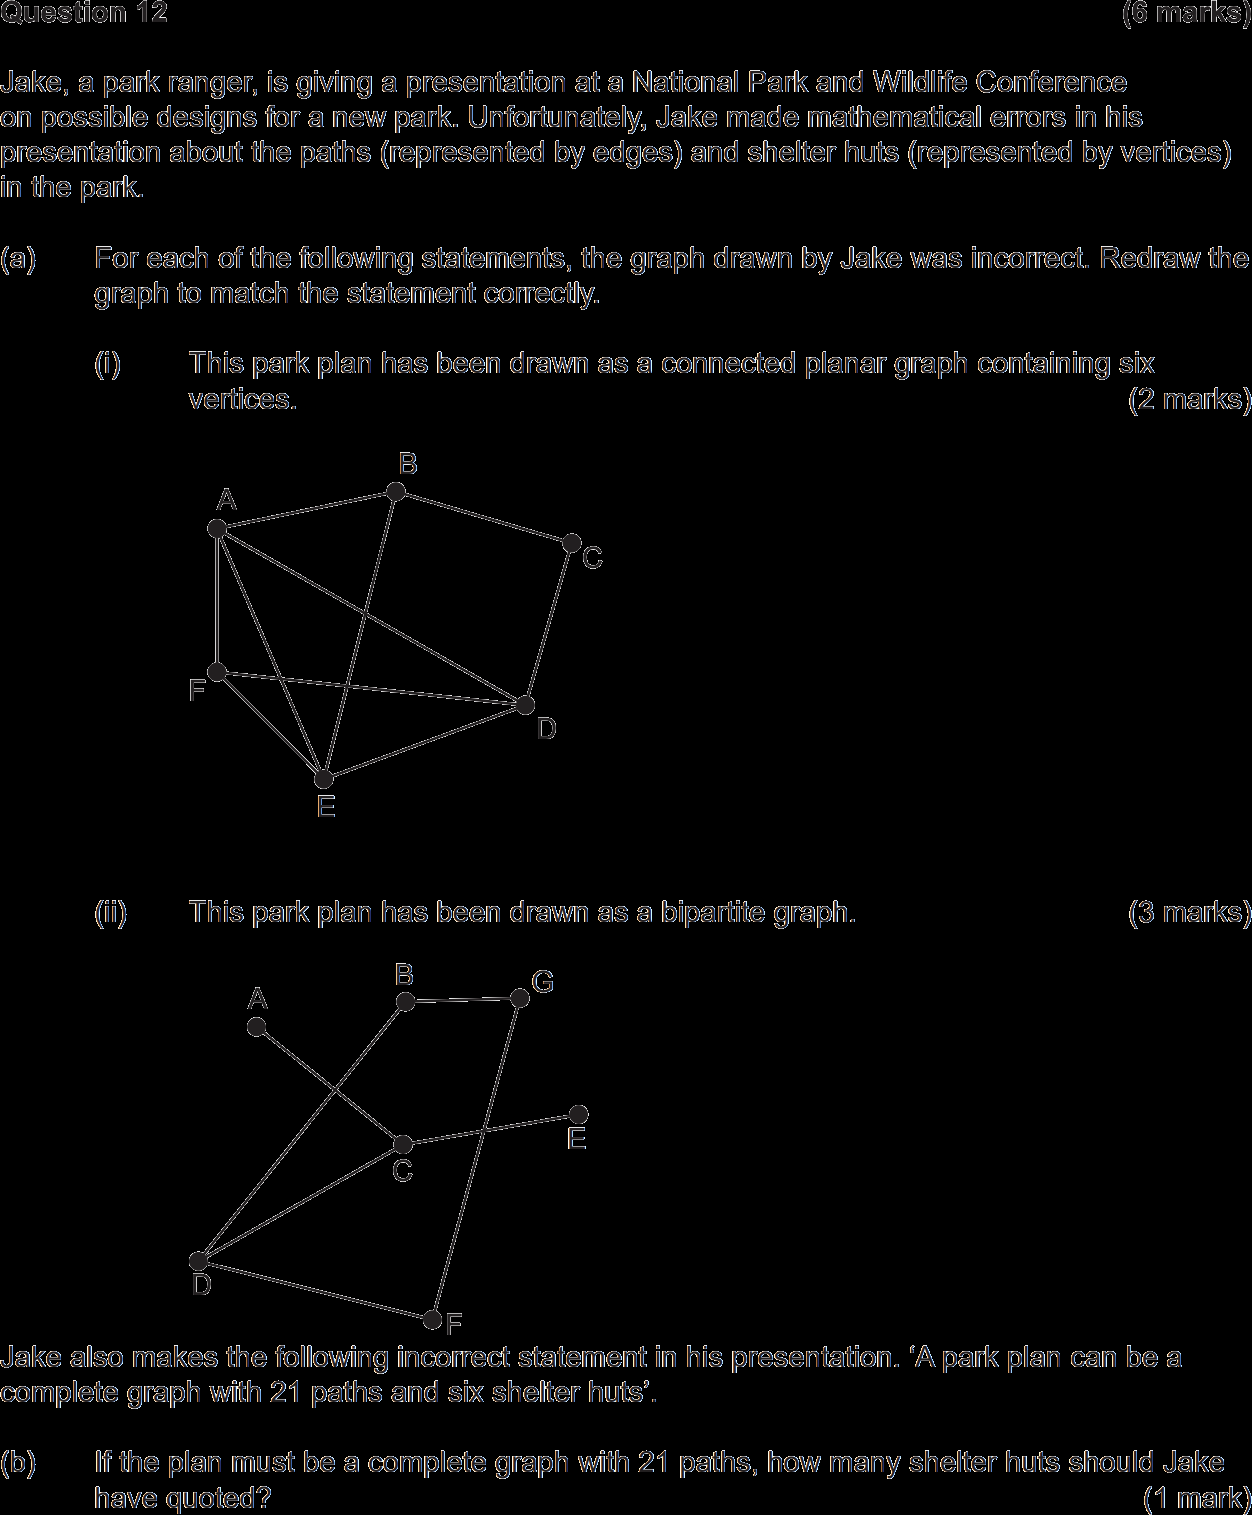 Question 12 (6 marks)
Jake, a park ranger, is giving a presentation at a National Park and Wildlife Conference
on possible designs for a new park. Unfortunately, Jake made mathematical errors in his
presentation about the paths (represented by edges) and shelter huts (represented by vertices)
in the park.
(a) For each of the following statements, the graph drawn by Jake was incorrect. Redraw the
graph to match the statement correctly.
(i) This park plan has been drawn as a connected planar graph containing six
vertices. (2 marks)
B
A
C
F
D
E
(ii) This park plan has been drawn as a bipartite graph. (3 marks)
B
G
A
E
C
D
F
Jake also makes the following incorrect statement in his presentation. ‘A park plan can be a
complete graph with 21 paths and six shelter huts’.
(b) If the plan must be a complete graph with 21 paths, how many shelter huts should Jake
have quoted? (1 mark)